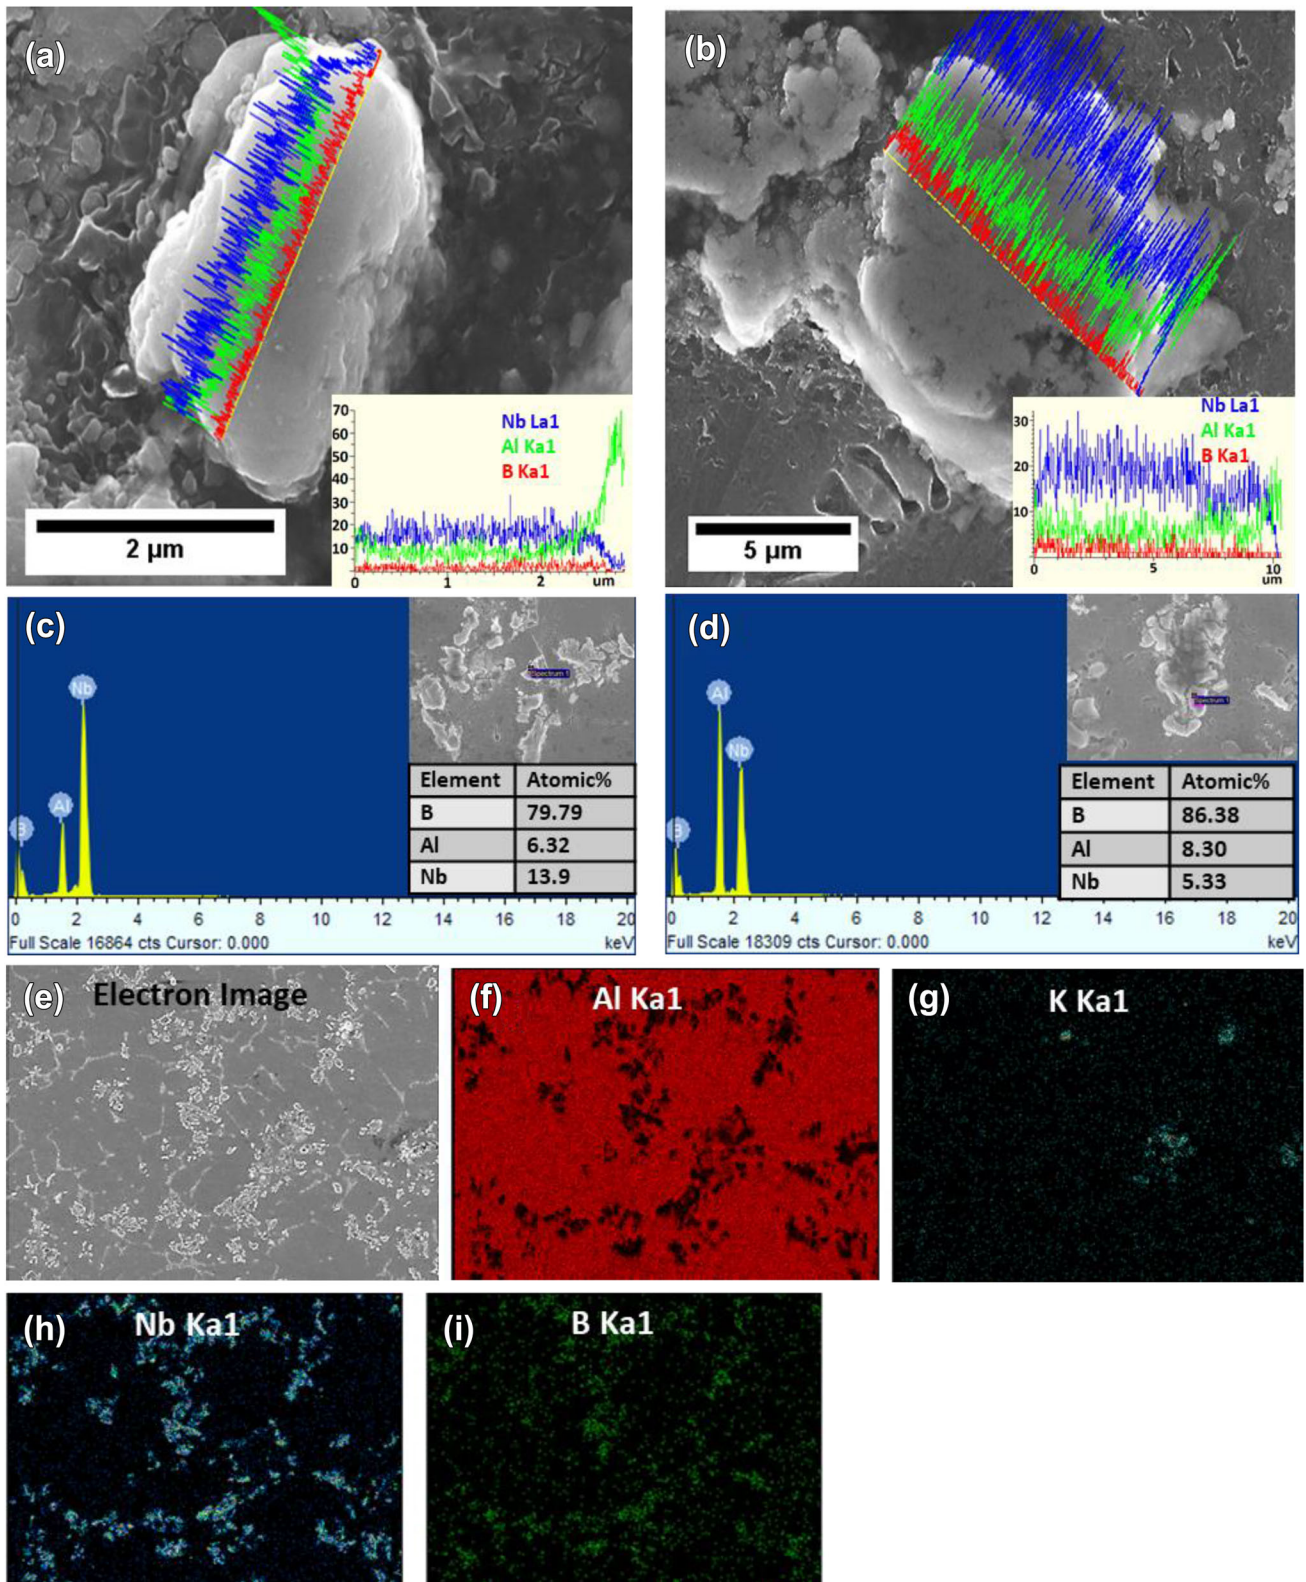 (a)
Nb La1
Al Ka1
B Ka1
70
60
50
40
30
20
10
0 1 2 um
2 µm
(b)
Nb La1
Al Ka1
B Ka1
30
20
10
0 5 10
um
5 µm
(c)
Nb
Al
B
Spectrum 1
Element Atomic%
B 79.79
Al 6.32
Nb 13.9
0 2 4 6 8 10 12 14 16 18 20
Full Scale 16864 cts Cursor: 0.000 keV
(d)
Al
Nb
B
Spectrum 1
Element Atomic%
B 86.38
Al 8.30
Nb 5.33
0 2 4 6 8 10 12 14 16 18 20
Full Scale 18309 cts Cursor: 0.000 keV
(e) Electron Image
(f) Al Ka1
(g) K Ka1
(h) Nb Ka1
(i) B Ka1